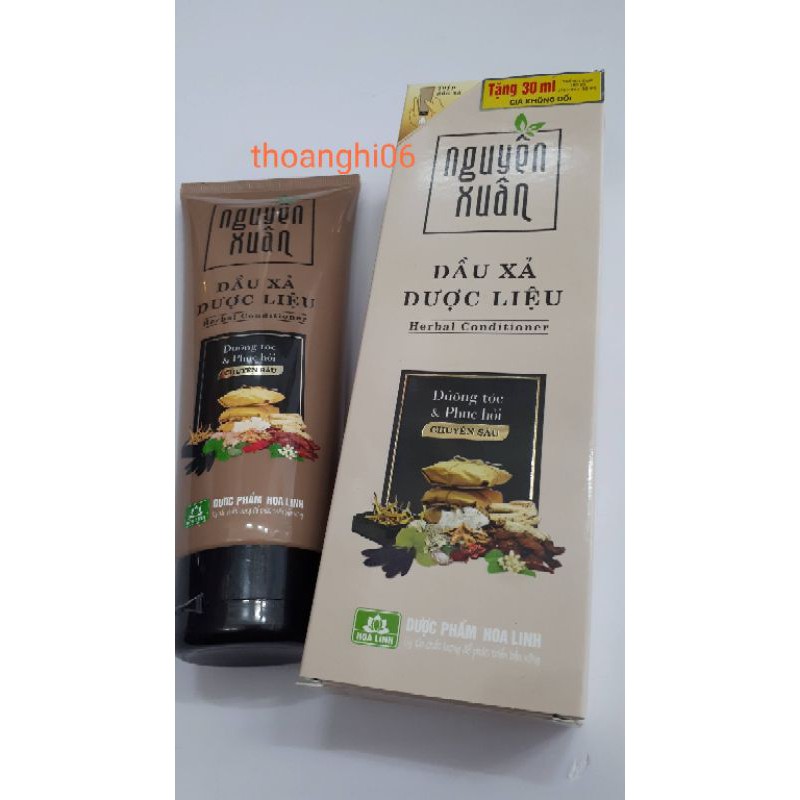 thoanghi06
nguyên
xuân
DẦU XẢ
DƯỢC LIỆU
Herbal Conditioner
Dưỡng tóc
& Phục hồi
CHUYÊN SÂU
DƯỢC PHẨM HOA LINH
Tặng 30 ml
GIÁ KHÔNG ĐỔI
nguyên
xuân
DẦU XẢ
DƯỢC LIỆU
Herbal Conditioner
Dưỡng tóc
& Phục hồi
CHUYÊN SÂU
HOA LINH
DƯỢC PHẨM HOA LINH